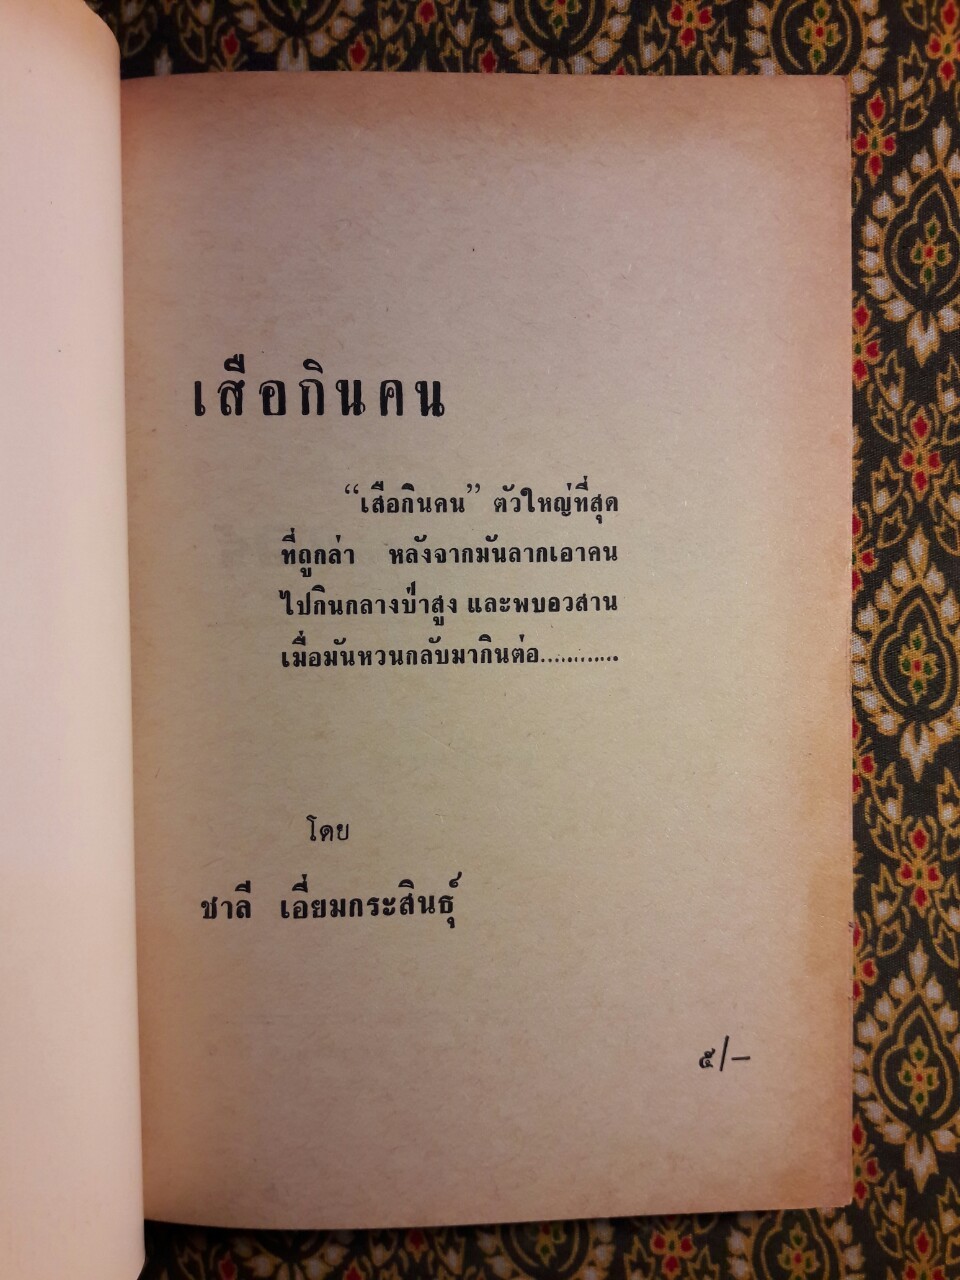 เสือกินคน
“เสือกินคน” ตัวใหญ่ที่สุด
ที่ถูกล่า หลังจากมันลากเอาคน
ไปกินกลางป่าสูง และพบอวสาน
เมื่อมันหวนกลับมากินต่อ............
โดย
ชาลี เอี่ยมกระสินธุ์
๕/—